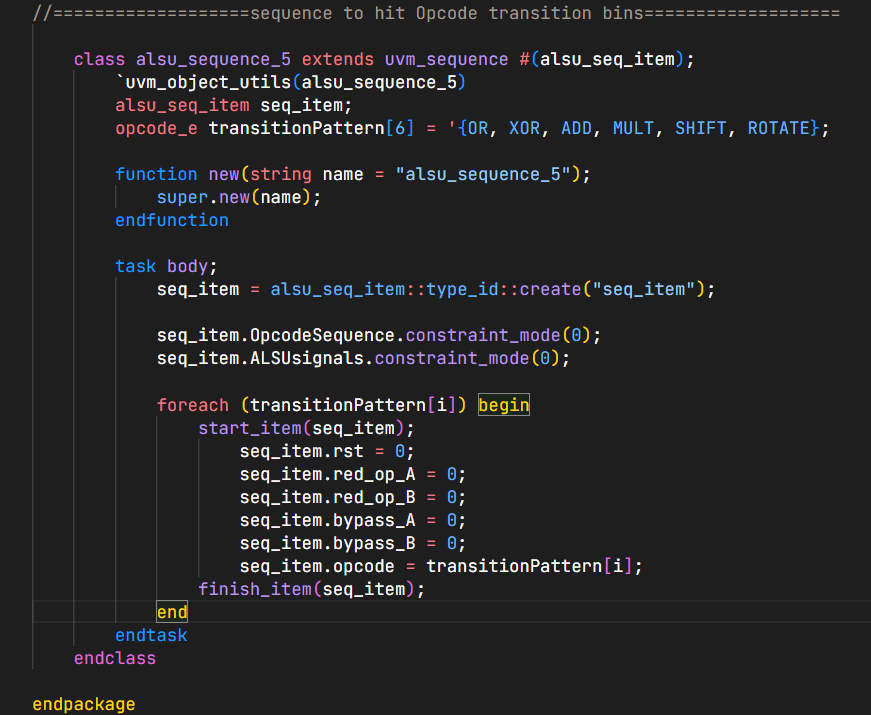 //===================sequence to hit Opcode transition bins===================
class alsu_sequence_5 extends uvm_sequence #(alsu_seq_item);
`uvm_object_utils(alsu_sequence_5)
alsu_seq_item seq_item;
opcode_e transitionPattern[6] = '{OR, XOR, ADD, MULT, SHIFT, ROTATE};
function new(string name = "alsu_sequence_5");
super.new(name);
endfunction
task body;
seq_item = alsu_seq_item::type_id::create("seq_item");
seq_item.OpcodeSequence.constraint_mode(0);
seq_item.ALSUsignals.constraint_mode(0);
foreach (transitionPattern[i]) begin
start_item(seq_item);
seq_item.rst = 0;
seq_item.red_op_A = 0;
seq_item.red_op_B = 0;
seq_item.bypass_A = 0;
seq_item.bypass_B = 0;
seq_item.opcode = transitionPattern[i];
finish_item(seq_item);
end
endtask
endclass
endpackage